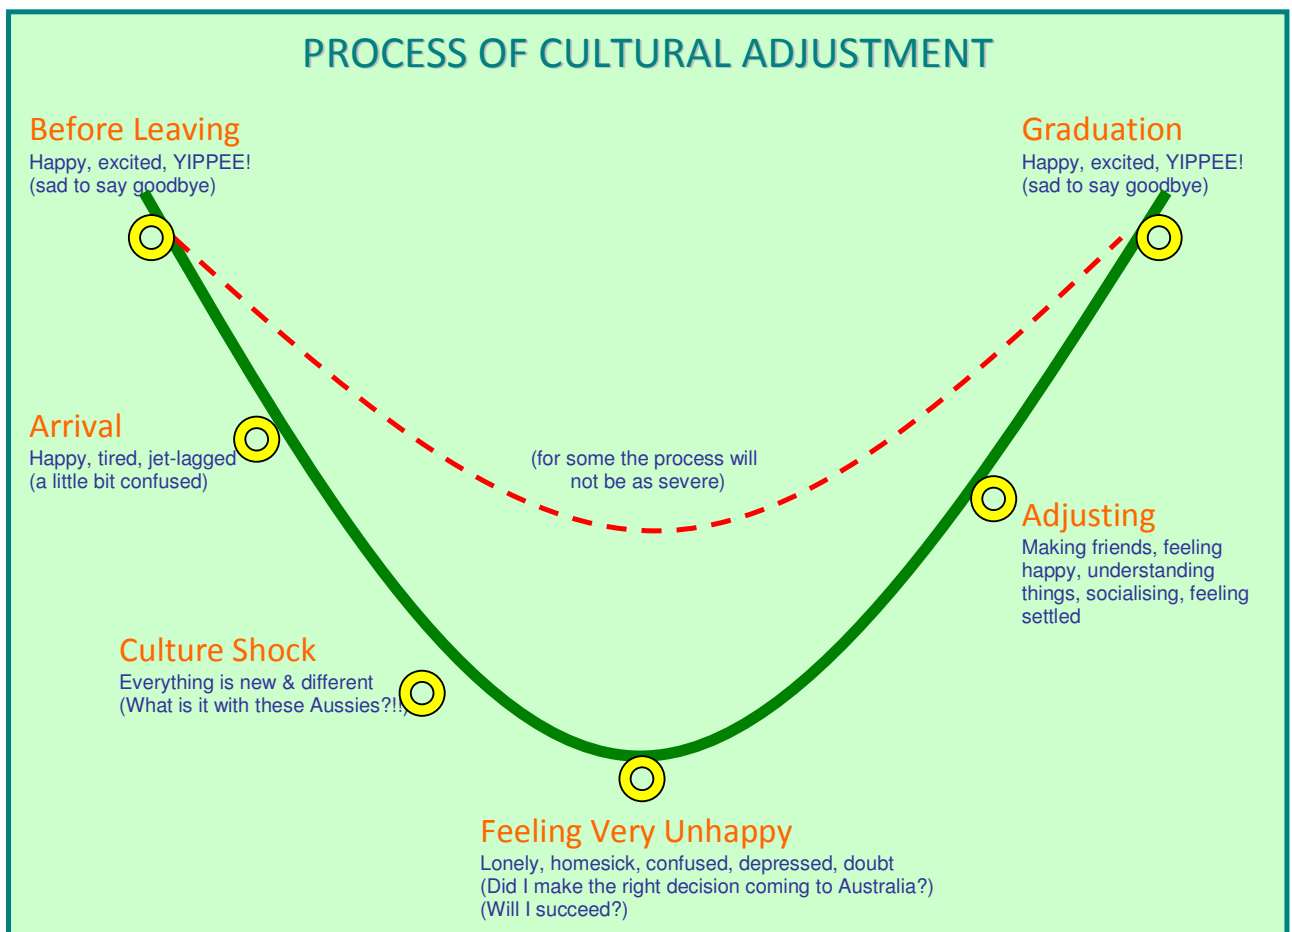 PROCESS OF CULTURAL ADJUSTMENT
Before Leaving
Happy, excited, YIPPEE!
(sad to say goodbye)
Graduation
Happy, excited, YIPPEE!
(sad to say goodbye)
Arrival
Happy, tired, jet-lagged
(a little bit confused)
(for some the process will
not be as severe)
Adjusting
Making friends, feeling
happy, understanding
things, socialising, feeling
settled
Culture Shock
Everything is new & different
(What is it with these Aussies?!!)
Feeling Very Unhappy
Lonely, homesick, confused, depressed, doubt
(Did I make the right decision coming to Australia?)
(Will I succeed?)